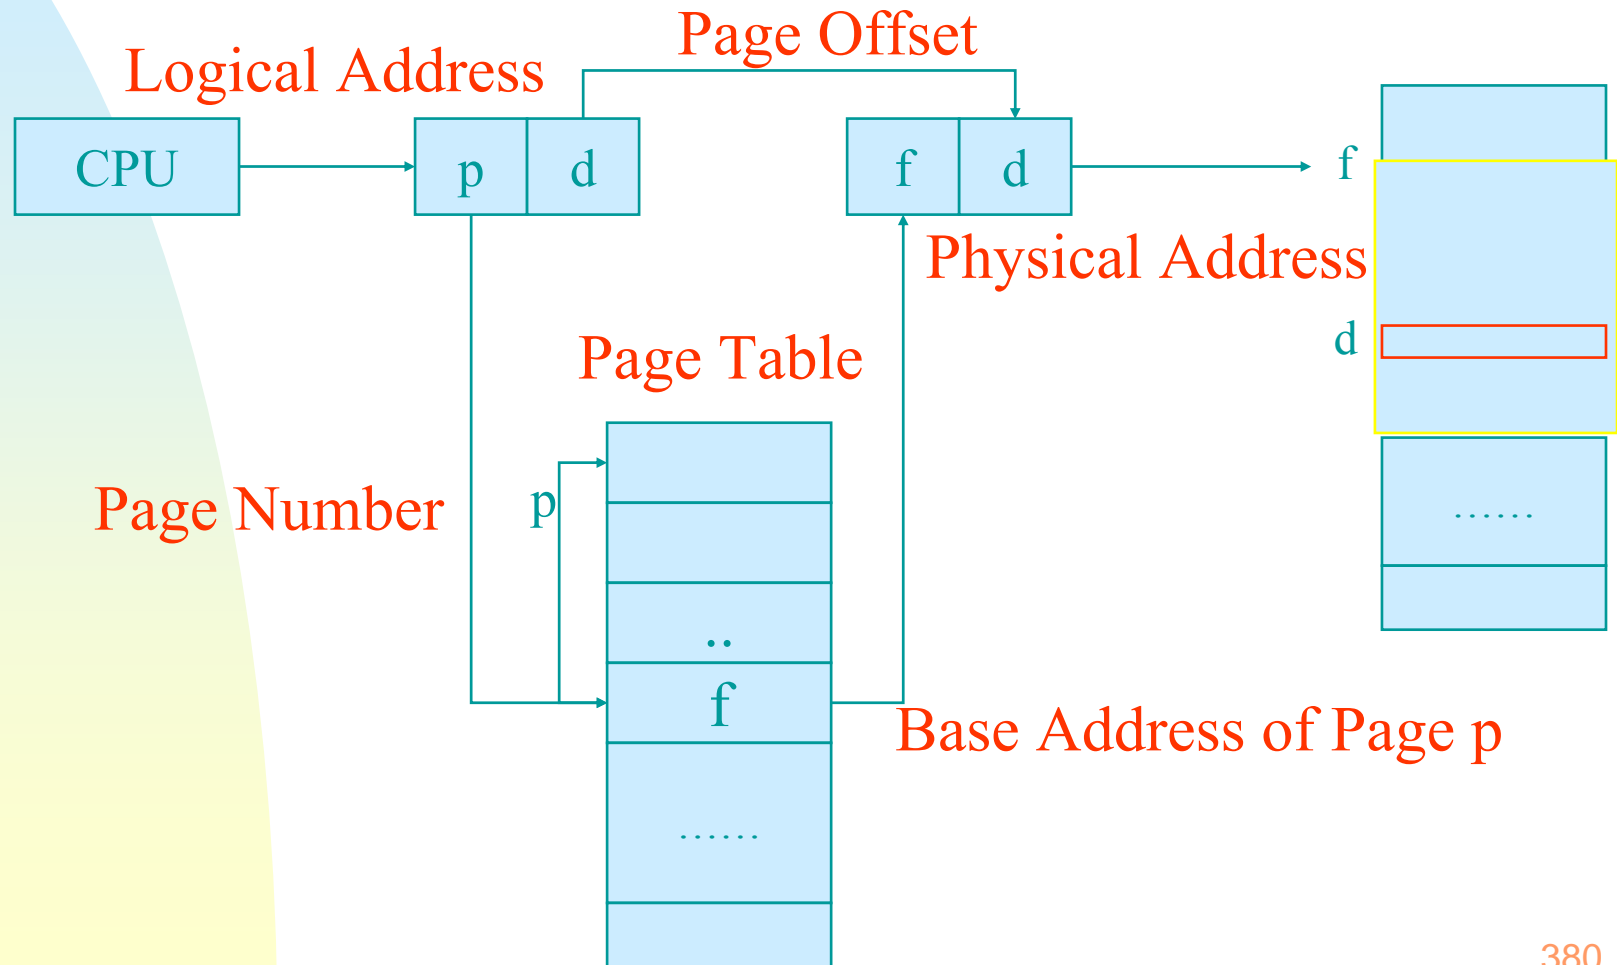 Page Offset
Logical Address
CPU
p
d
f
d
f
Physical Address
d
Page Table
Page Number
p
..
f
Base Address of Page p
......
......
380